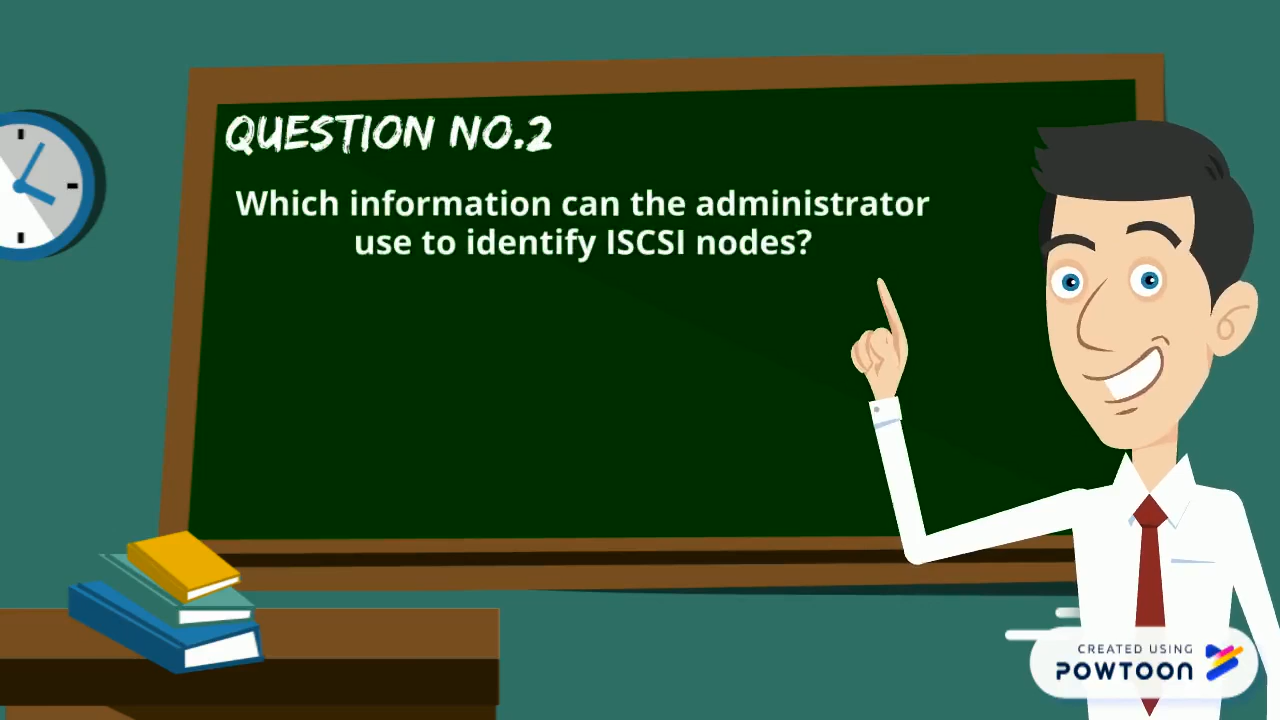 QUESTION NO.2
Which information can the administrator
use to identify ISCSI nodes?
CREATED USING
POWTOON